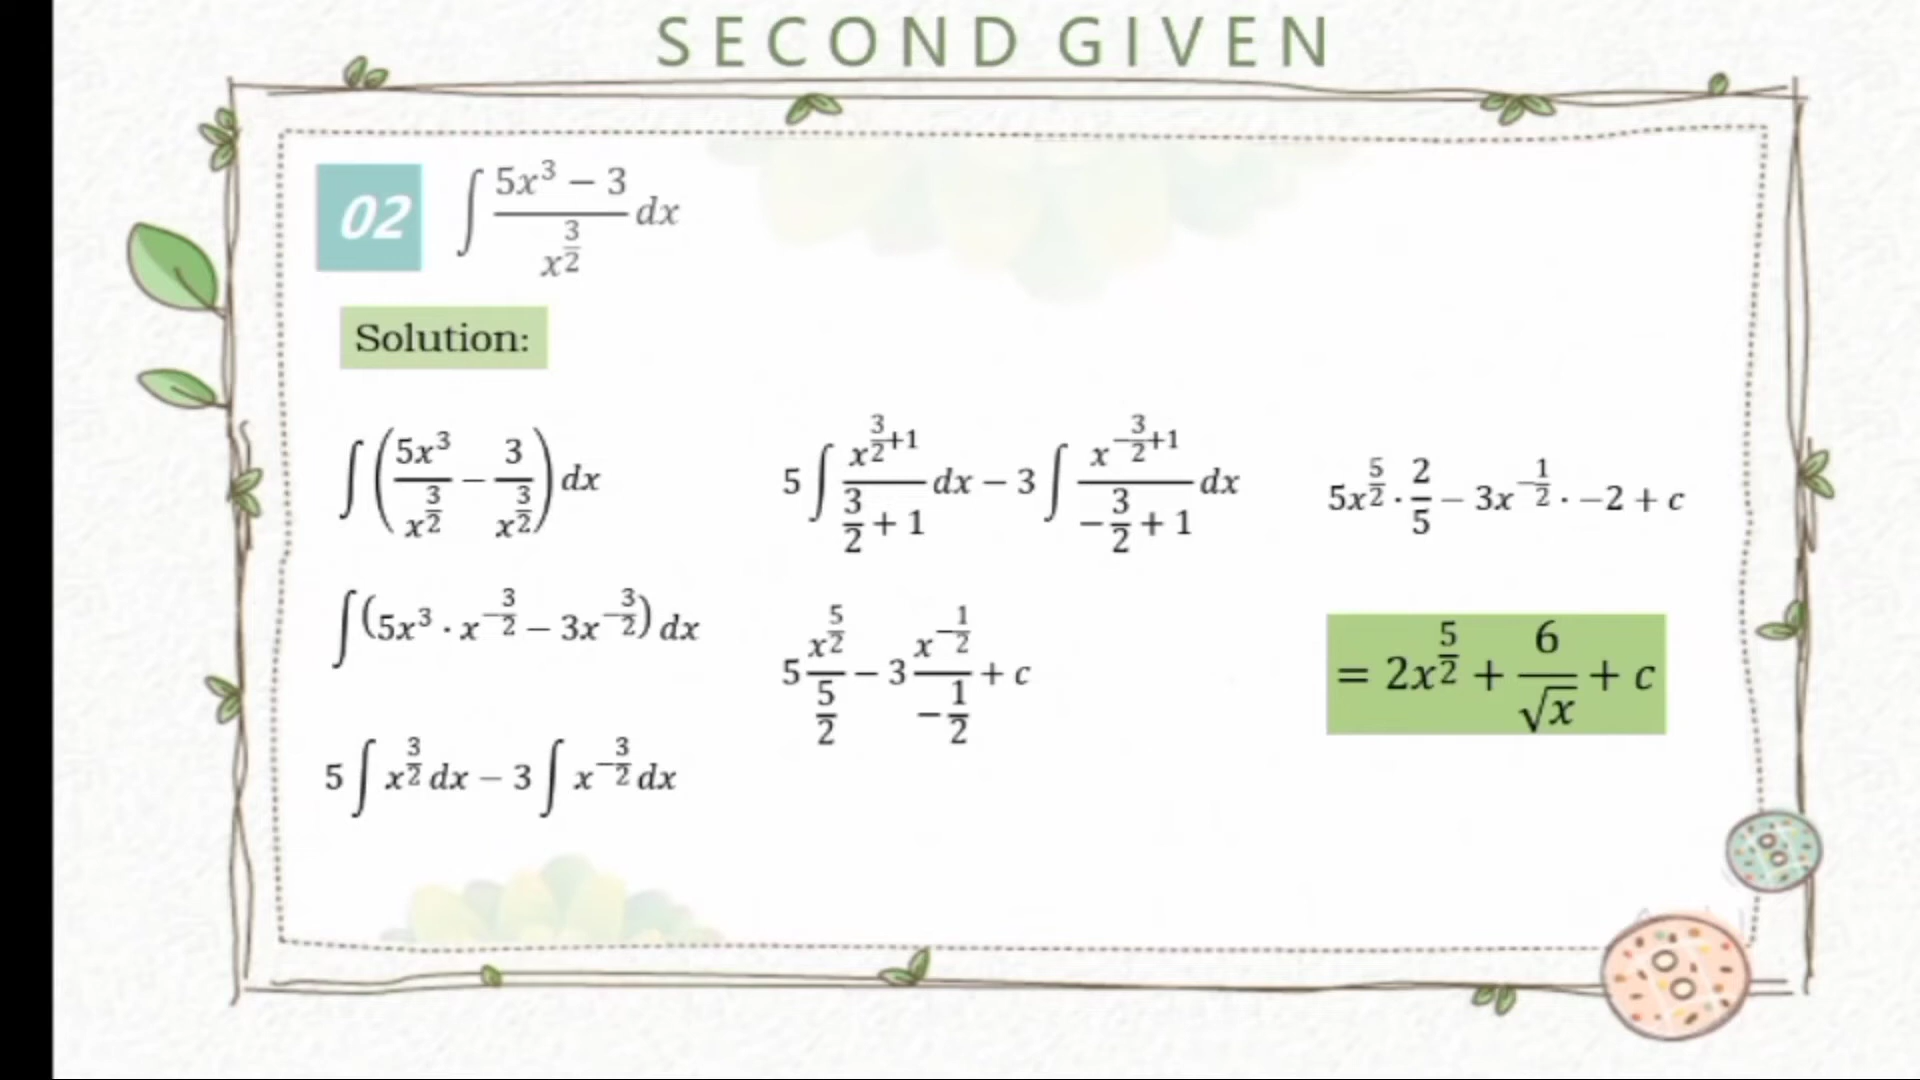 SECOND GIVEN
02
∫ (5x³ − 3)/x^(3/2) dx
Solution:
∫ (5x³/x^(3/2) − 3/x^(3/2)) dx
∫ (5x³ · x^(−3/2) − 3x^(−3/2)) dx
5 ∫ x^(3/2) dx − 3 ∫ x^(−3/2) dx
5 ∫ x^(3/2+1)/(3/2 + 1) dx − 3 ∫ x^(−3/2+1)/(−3/2 + 1) dx
5 x^(5/2)/(5/2) − 3 x^(−1/2)/(−1/2) + c
5x^(5/2) · 2/5 − 3x^(−1/2) · −2 + c
= 2x^(5/2) + 6/√x + c